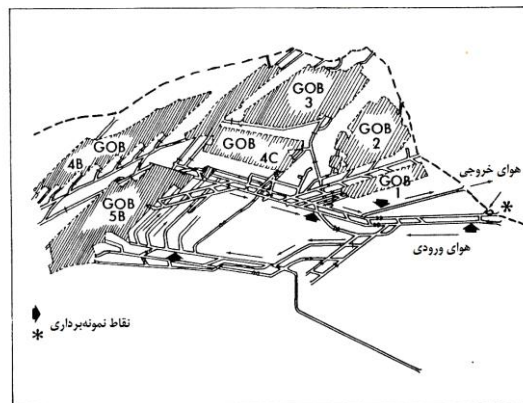 GOB
3
GOB
4B
GOB
4C
GOB
2
GOB
1
GOB
5B
هوای خروجی
*
هوای ورودی
نقاط نمونه‌برداری
*